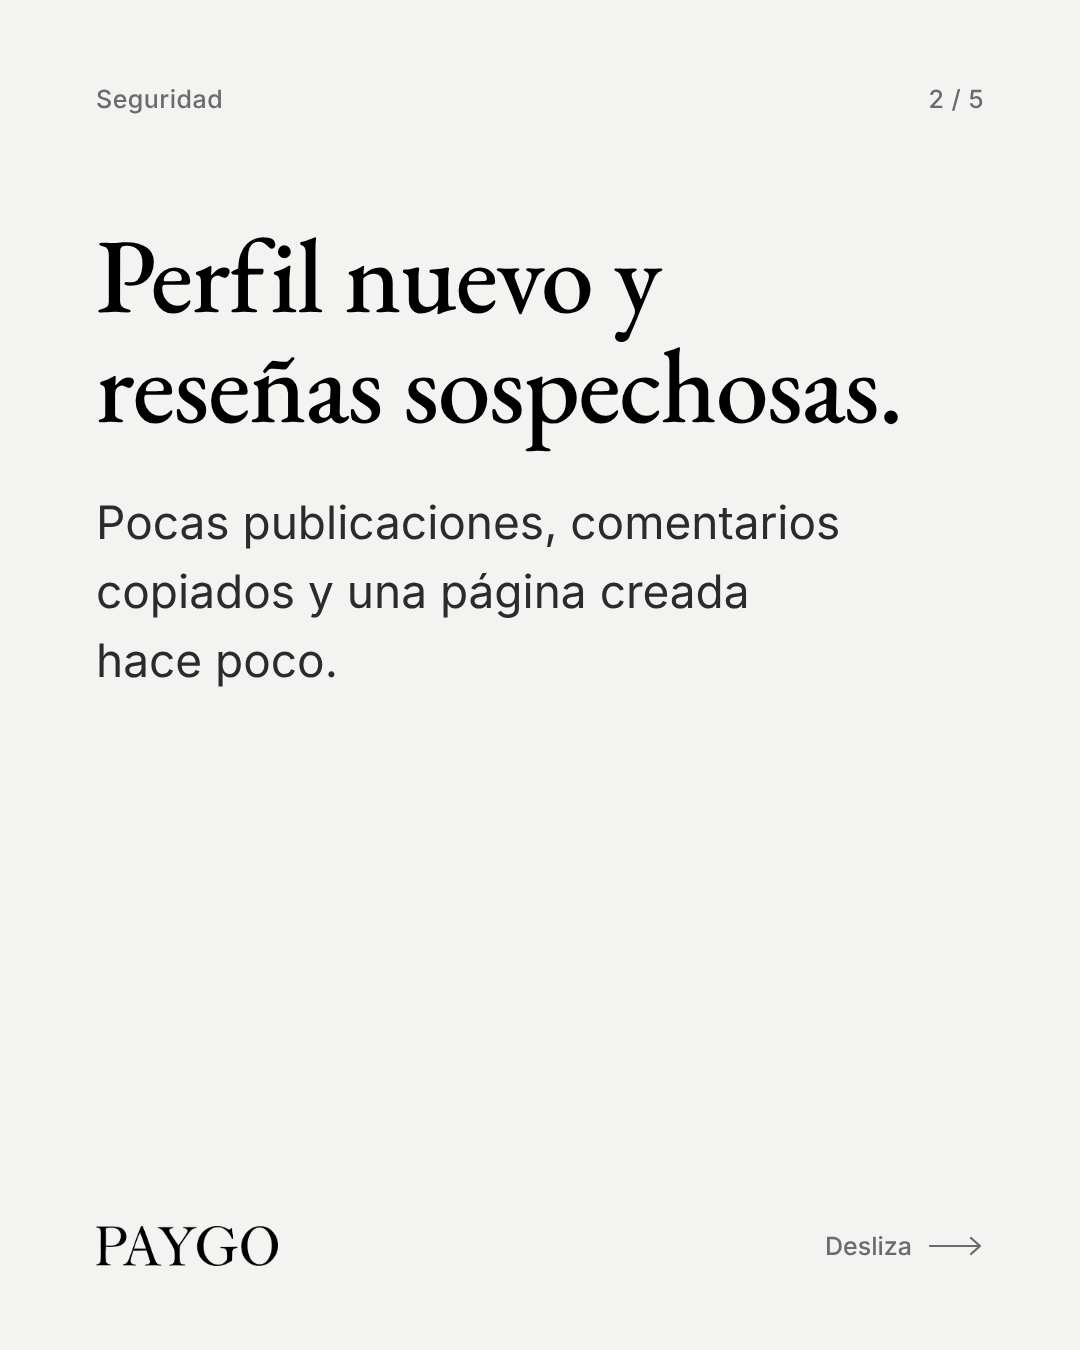 Seguridad
2 / 5
Perfil nuevo y
reseñas sospechosas.
Pocas publicaciones, comentarios
copiados y una página creada
hace poco.
PAYGO
Desliza